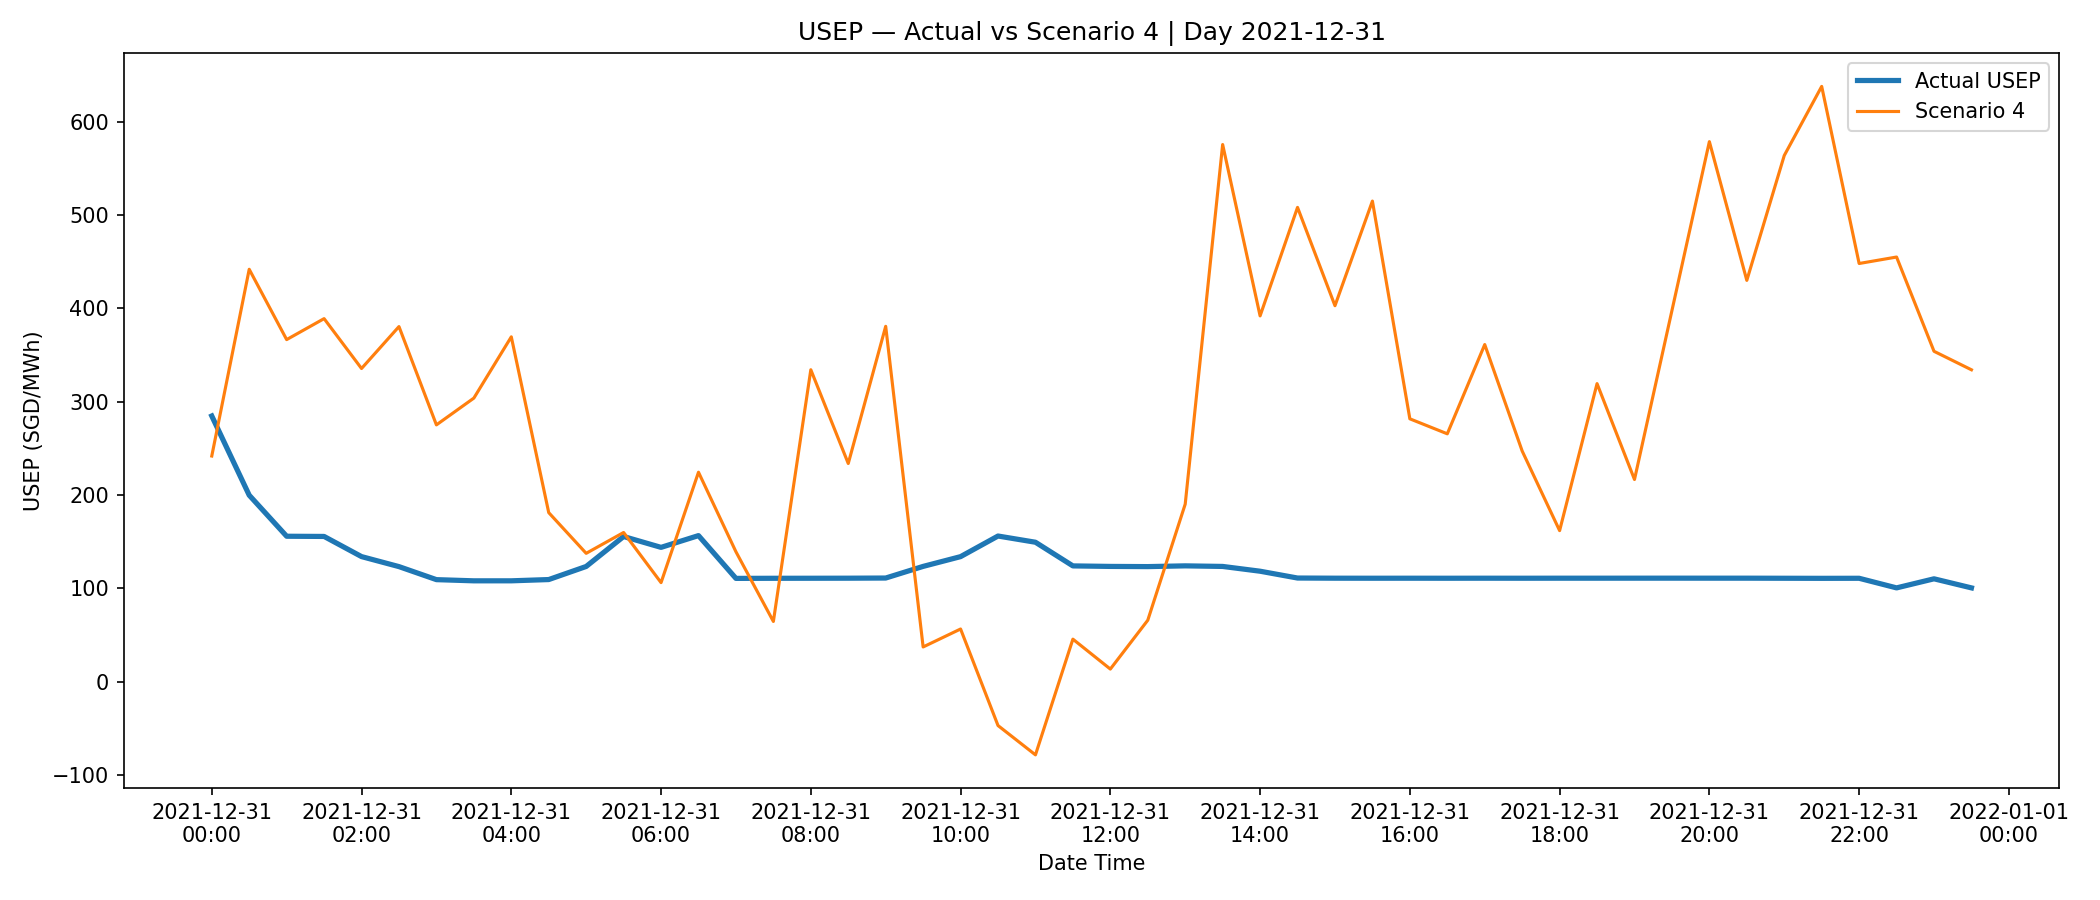 USEP — Actual vs Scenario 4 | Day 2021-12-31
Actual USEP
Scenario 4
USEP (SGD/MWh)
600
500
400
300
200
100
0
−100
2021-12-31 2021-12-31 2021-12-31 2021-12-31 2021-12-31 2021-12-31 2021-12-31 2021-12-31 2021-12-31 2021-12-31 2021-12-31 2021-12-31 2022-01-01
00:00 02:00 04:00 06:00 08:00 10:00 12:00 14:00 16:00 18:00 20:00 22:00 00:00
Date Time